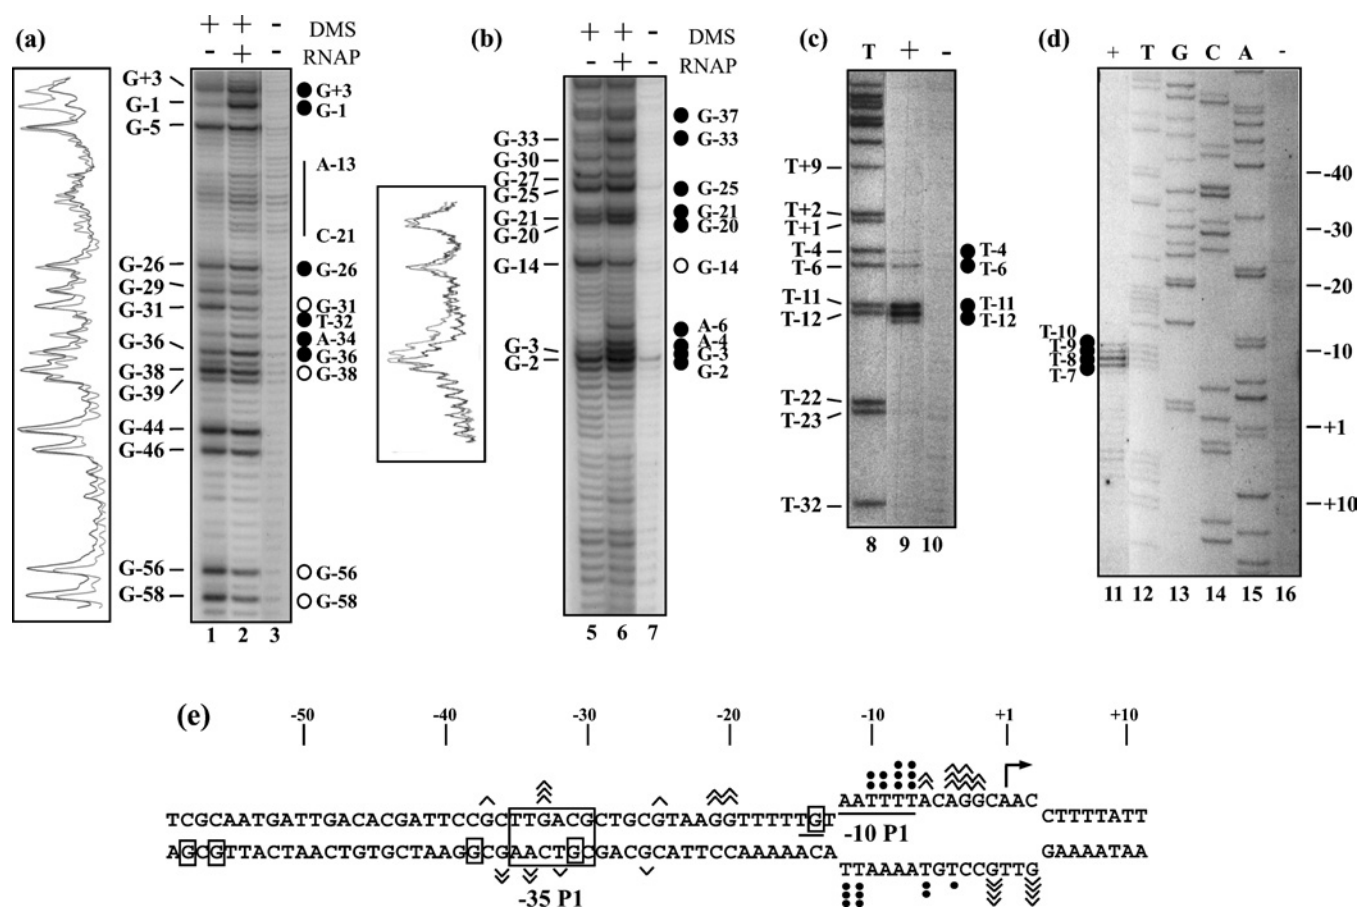 (a)
+ + - DMS
- + RNAP
G+3
G-1
G-5
G-26
G-29
G-31
G-36
G-38
G-39
G-44
G-46
G-56
G-58
G+3
G-1
A-13
C-21
G-26
G-31
T-32
A-34
G-36
G-38
G-56
G-58
1 2 3
(b)
+ + - DMS
- + - RNAP
G-33
G-30
G-27
G-25
G-21
G-20
G-14
G-3
G-2
G-37
G-33
G-25
G-21
G-20
G-14
A-6
A-4
G-3
G-2
5 6 7
(c)
T + -
T+9
T+2
T+1
T-4
T-6
T-11
T-12
T-22
T-23
T-32
T-4
T-6
T-11
T-12
8 9 10
(d)
+ T G C A -
T-10
T-9
T-8
T-7
-40
-30
-20
-10
+1
+10
11 12 13 14 15 16
(e)
-50 -40 -30 -20 -10 +1 +10
AATTTTACAGGCAAC
TCGCAATGATTGACACGATTCCGCTTGACGCTGCGTAAGGTTTTTGT CTTTTATT
-10 P1
AGCGTTACTAACTGTGCTAAGGCGAACTGCGACGCATTCCAAAAACA GAAAATAA
TTAAAATGTCCGTTG
-35 P1